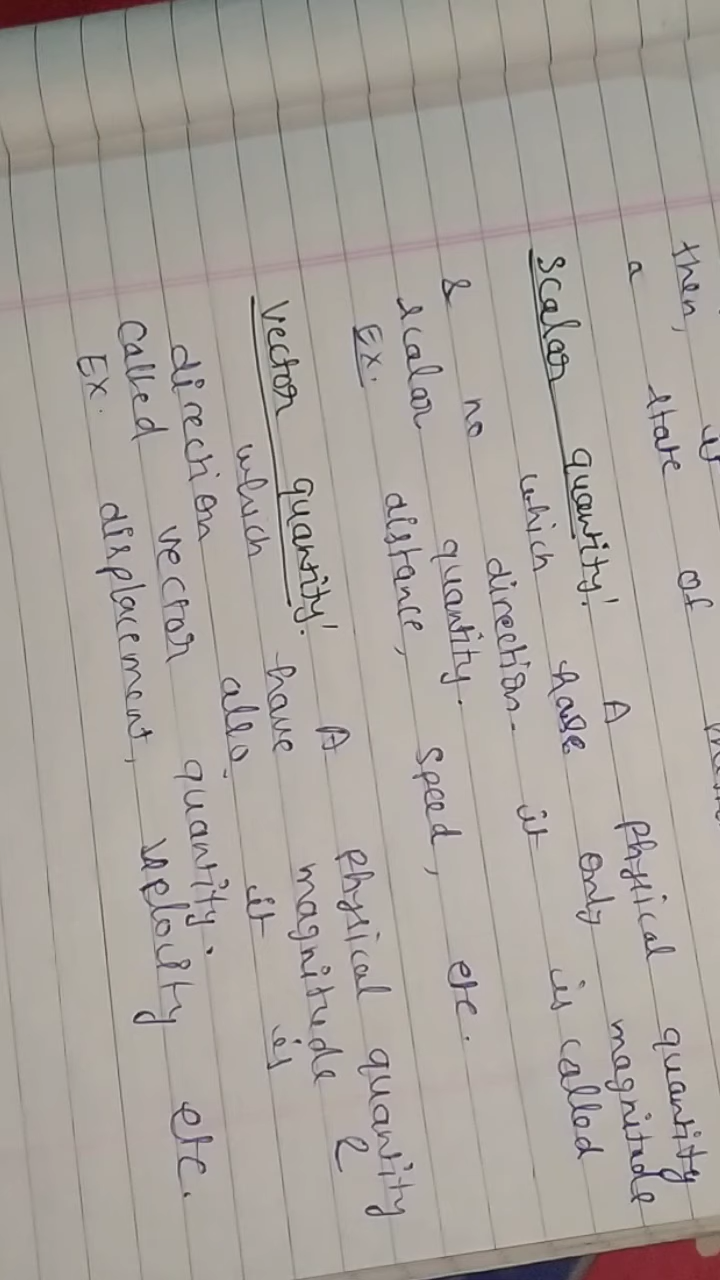 then, it
a state of
Scalar quantity: A physical quantity
which have only magnitude
& no direction. it is called
scalar quantity.
Ex. distance, speed, etc.
Vector quantity: A physical quantity
which have magnitude &
direction also. it is
called vector quantity.
Ex. displacement, velocity etc.